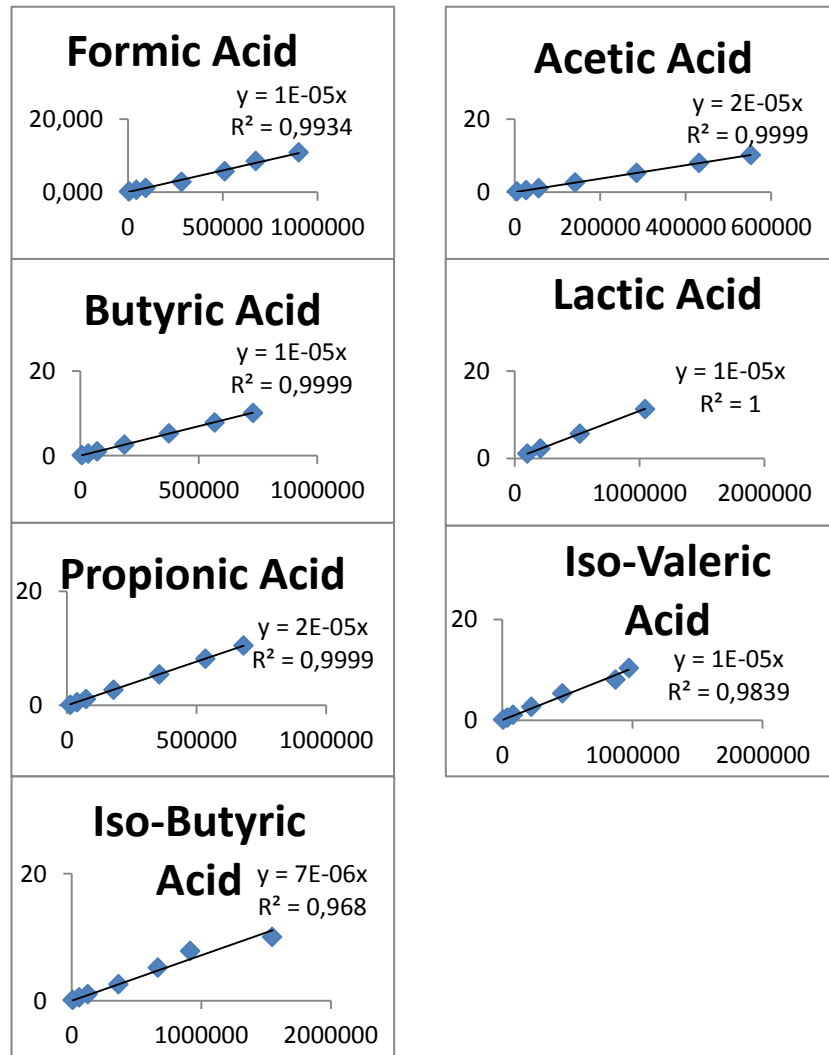 Formic Acid
y = 1E-05x
R² = 0,9934
20,000
0,000
0 500000 1000000
Acetic Acid
y = 2E-05x
R² = 0,9999
20
0
0 200000 400000 600000
Butyric Acid
y = 1E-05x
R² = 0,9999
20
0
0 500000 1000000
Lactic Acid
y = 1E-05x
R² = 1
20
0
0 1000000 2000000
Propionic Acid
y = 2E-05x
R² = 0,9999
20
0
0 500000 1000000
Iso-Valeric
Acid
y = 1E-05x
R² = 0,9839
20
0
0 1000000 2000000
Iso-Butyric
Acid
y = 7E-06x
R² = 0,968
20
0
0 1000000 2000000